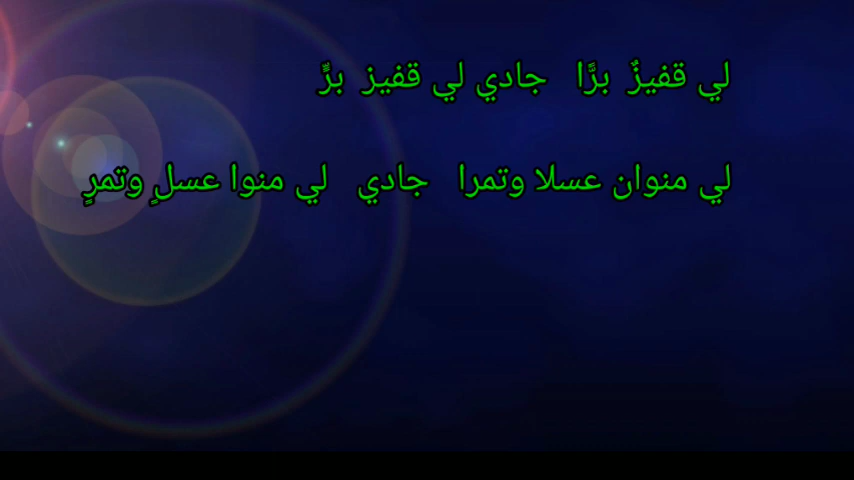 لي قفيزٌ برًّا جادي لي قفيز برٍّ
لي منوان عسلا وتمرا جادي لي منوا عسلٍ وتمرٍ